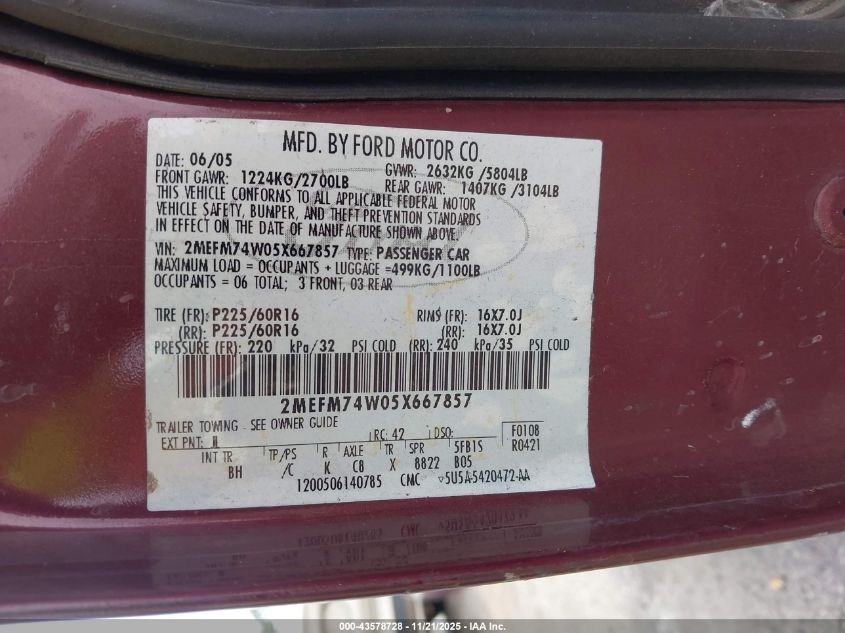 MFD. BY FORD MOTOR CO.
DATE: 06/05 GVWR: 2632KG /5804LB
FRONT GAWR: 1224KG/2700LB REAR GAWR: 1407KG /3104LB
THIS VEHICLE CONFORMS TO ALL APPLICABLE FEDERAL MOTOR
VEHICLE SAFETY, BUMPER, AND THEFT PREVENTION STANDARDS
IN EFFECT ON THE DATE OF MANUFACTURE SHOWN ABOVE.
VIN: 2MEFM74W05X667857 TYPE: PASSENGER CAR
MAXIMUM LOAD = OCCUPANTS + LUGGAGE =499KG/1100LB
OCCUPANTS = 06 TOTAL; 3 FRONT, 03 REAR
TIRE (FR): P225/60R16 RIMS (FR): 16X7.0J
(RR): P225/60R16 (RR): 16X7.0J
PRESSURE (FR): 220 kPa/32 PSI COLD (RR): 240 kPa/35 PSI COLD
2MEFM74W05X667857
TRAILER TOWING - SEE OWNER GUIDE
EXT PNT: RC: 42 DSO: F0108
R0421
INT TR TP/PS R AXLE TR SPR 5FB1S
BH /C K C8 X 8822 B05
1200506140785 CMC ▽5U5A-5420472-AA
000-43578728 - 11/21/2025 - IAA Inc.